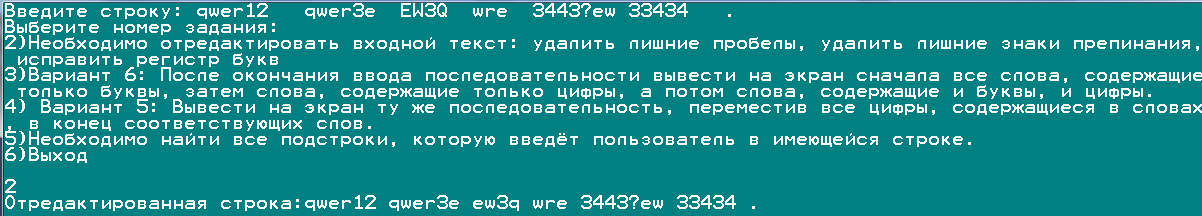 Введите строку: qwer12   qwer3e  EW3Q  wre  3443?ew 33434   .
Выберите номер задания:
2)Необходимо отредактировать входной текст: удалить лишние пробелы, удалить лишние знаки препинания,
 исправить регистр букв
3)Вариант 6: После окончания ввода последовательности вывести на экран сначала все слова, содержащие
 только буквы, затем слова, содержащие только цифры, а потом слова, содержащие и буквы, и цифры.
4) Вариант 5: Вывести на экран ту же последовательность, переместив все цифры, содержащиеся в словах
, в конец соответствующих слов.
5)Необходимо найти все подстроки, которую введёт пользователь в имеющейся строке.
6)Выход
2
Отредактированная строка:qwer12 qwer3e ew3q wre 3443?ew 33434 .